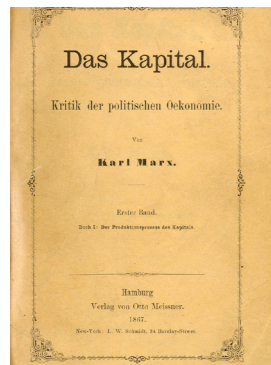 Das Kapital.
Kritik der politischen Oekonomie.
Von
Karl Marx.
Erster Band.
Buch I: Der Produktionsprocess des Kapitals.
Hamburg
Verlag von Otto Meissner.
1867.
New-York: L. W. Schmidt, 24 Barclay-Street.